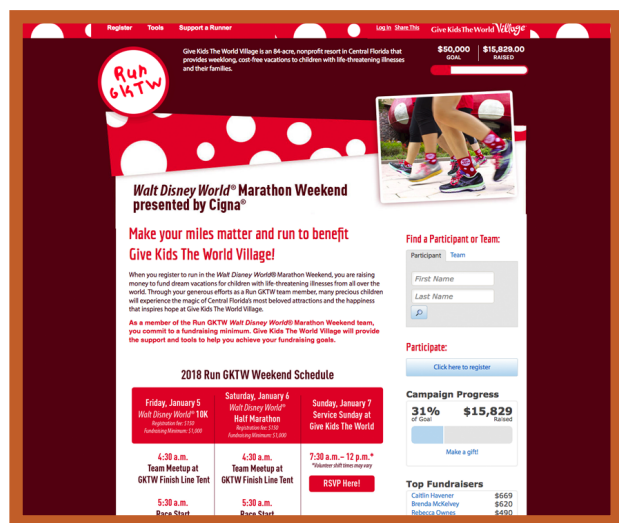 Register Tools Support a Runner Log In Share This Give Kids The World Village
Give Kids The World Village is an 84-acre, nonprofit resort in Central Florida that
provides weeklong, cost-free vacations to children with life-threatening illnesses
and their families.
$50,000 $15,829.00
GOAL RAISED
Run
GKTW
Walt Disney World® Marathon Weekend
presented by Cigna®
Make your miles matter and run to benefit
Give Kids The World Village!
When you register to run in the Walt Disney World® Marathon Weekend, you are raising
money to fund dream vacations for children with life-threatening illnesses from all over the
world. Through your generous efforts as a Run GKTW team member, many precious children
will experience the magic of Central Florida's most beloved attractions and the happiness
that inspires hope at Give Kids The World Village.
As a member of the Run GKTW Walt Disney World® Marathon Weekend team,
you commit to a fundraising minimum. Give Kids The World Village will provide
the support and tools to help you achieve your fundraising goals.
2018 Run GKTW Weekend Schedule
Friday, January 5
Walt Disney World® 10K
Registration fee: $150
Fundraising Minimum: $1,000
4:30 a.m.
Team Meetup at
GKTW Finish Line Tent
5:30 a.m.
Race Start
Saturday, January 6
Walt Disney World®
Half Marathon
Registration fee: $150
Fundraising Minimum: $1,000
4:30 a.m.
Team Meetup at
GKTW Finish Line Tent
5:30 a.m.
Race Start
Sunday, January 7
Service Sunday at
Give Kids The World
7:30 a.m.– 12 p.m.*
*Volunteer shift times may vary
RSVP Here!
Find a Participant or Team:
Participant Team
First Name
Last Name
Participate:
Click here to register
Campaign Progress
31% $15,829
of Goal Raised
Make a gift!
Top Fundraisers
Caitlin Havener $669
Brenda McKelvey $620
Rebecca Ownes $490